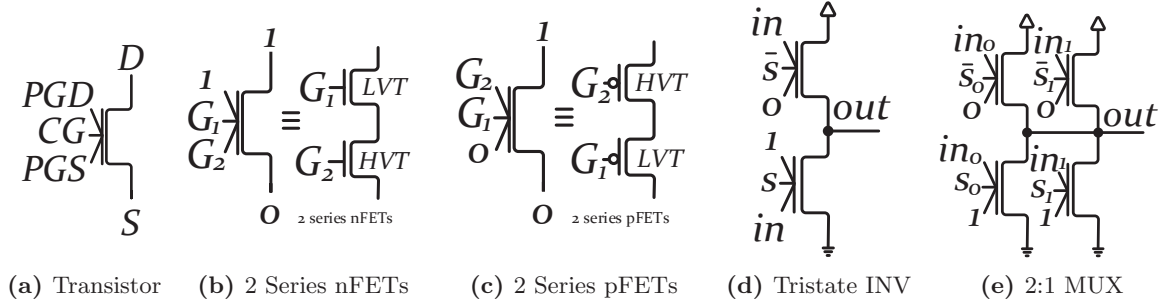 D
PGD
CG
PGS
S
(a) Transistor
1
1
G₁
G₂
0
≡
G₁
LVT
G₂
HVT
2 series nFETs
(b) 2 Series nFETs
1
G₂
G₁
0
0
≡
G₂
HVT
G₁
LVT
2 series pFETs
(c) 2 Series pFETs
in
s̄
0
out
1
s
in
(d) Tristate INV
in₀
s̄₀
0
in₁
s̄₁
0
out
in₀
s₀
1
in₁
s₁
1
(e) 2:1 MUX